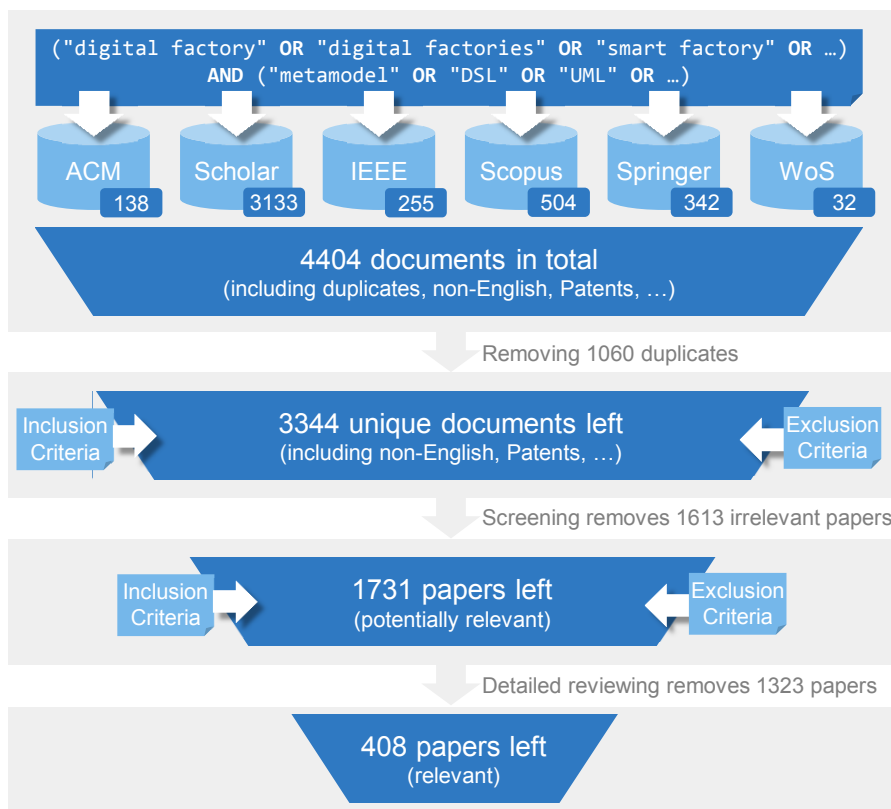 ("digital factory" OR "digital factories" OR "smart factory" OR …)
AND ("metamodel" OR "DSL" OR "UML" OR …)
ACM
138
Scholar
3133
IEEE
255
Scopus
504
Springer
342
WoS
32
4404 documents in total
(including duplicates, non-English, Patents, …)
Removing 1060 duplicates
Inclusion
Criteria
3344 unique documents left
(including non-English, Patents, …)
Exclusion
Criteria
Screening removes 1613 irrelevant papers
Inclusion
Criteria
1731 papers left
(potentially relevant)
Exclusion
Criteria
Detailed reviewing removes 1323 papers
408 papers left
(relevant)